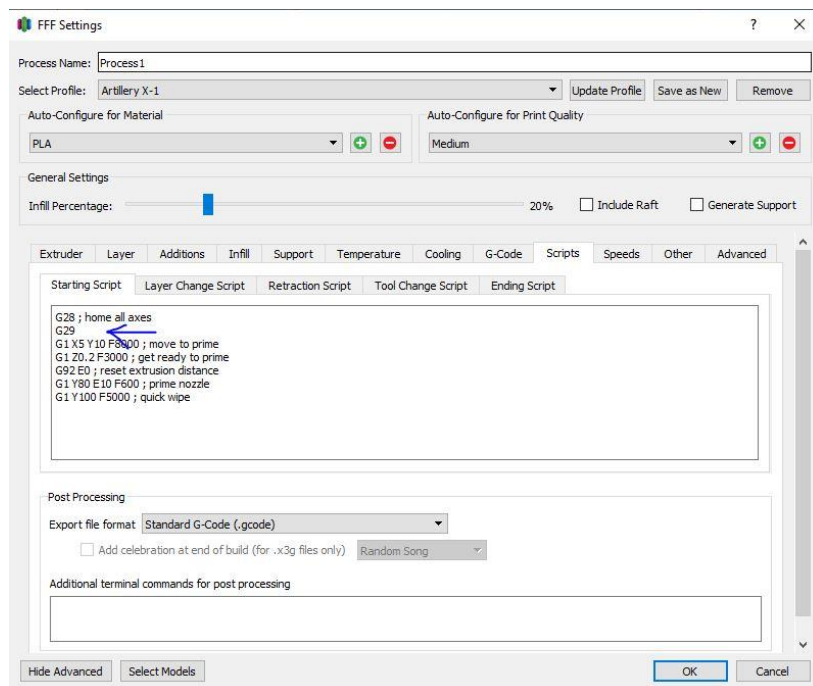 FFF Settings ? ×
Process Name: Process1
Select Profile: Artillery X-1 Update Profile Save as New Remove
Auto-Configure for Material Auto-Configure for Print Quality
PLA Medium
General Settings
Infill Percentage: 20% Include Raft Generate Support
Extruder Layer Additions Infill Support Temperature Cooling G-Code Scripts Speeds Other Advanced
Starting Script Layer Change Script Retraction Script Tool Change Script Ending Script
G28 ; home all axes
G29
G1 X5 Y10 F8000 ; move to prime
G1 Z0.2 F3000 ; get ready to prime
G92 E0 ; reset extrusion distance
G1 Y80 E10 F600 ; prime nozzle
G1 Y100 F5000 ; quick wipe
Post Processing
Export file format Standard G-Code (.gcode)
Add celebration at end of build (for .x3g files only) Random Song
Additional terminal commands for post processing
Hide Advanced Select Models OK Cancel